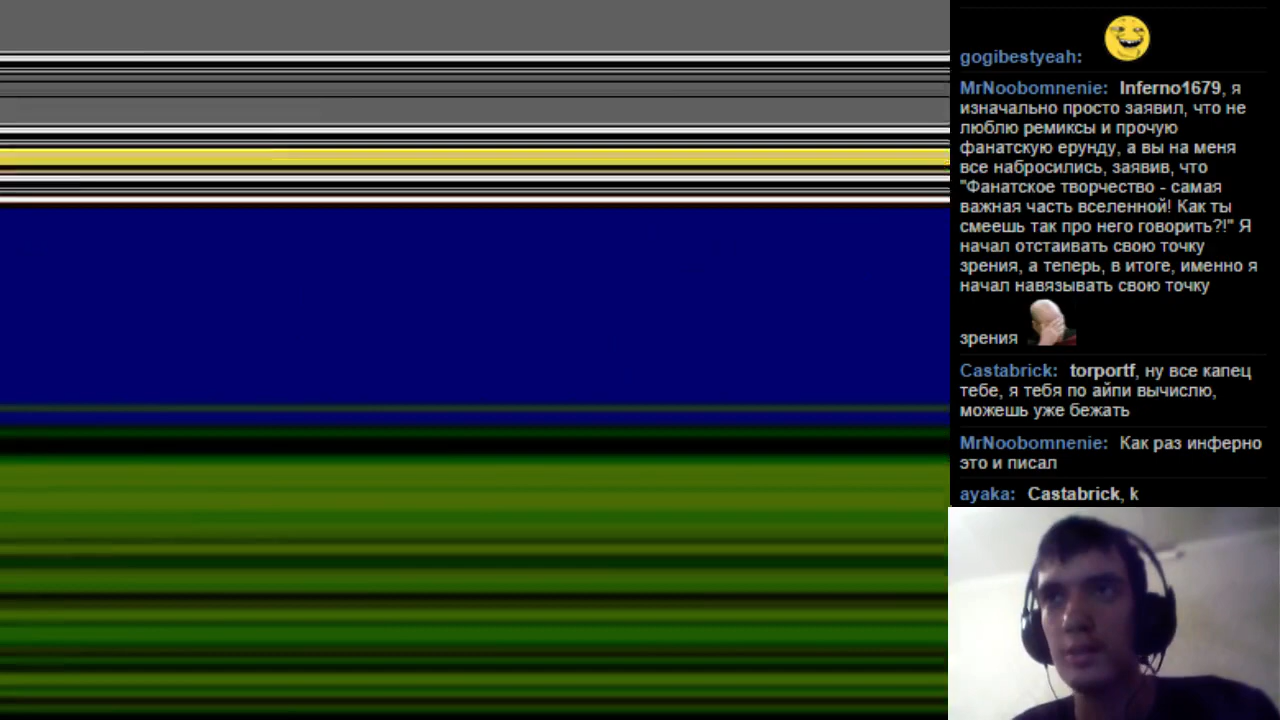 gogibestyeah:
MrNoobomnenie: Inferno1679, я
изначально просто заявил, что не
люблю ремиксы и прочую
фанатскую ерунду, а вы на меня
все набросились, заявив, что
"Фанатское творчество - самая
важная часть вселенной! Как ты
смеешь так про него говорить?!" Я
начал отстаивать свою точку
зрения, а теперь, в итоге, именно я
начал навязывать свою точку
зрения
Castabrick: torportf, ну все капец
тебе, я тебя по айпи вычислю,
можешь уже бежать
MrNoobomnenie: Как раз инферно
это и писал
ayaka: Castabrick, k